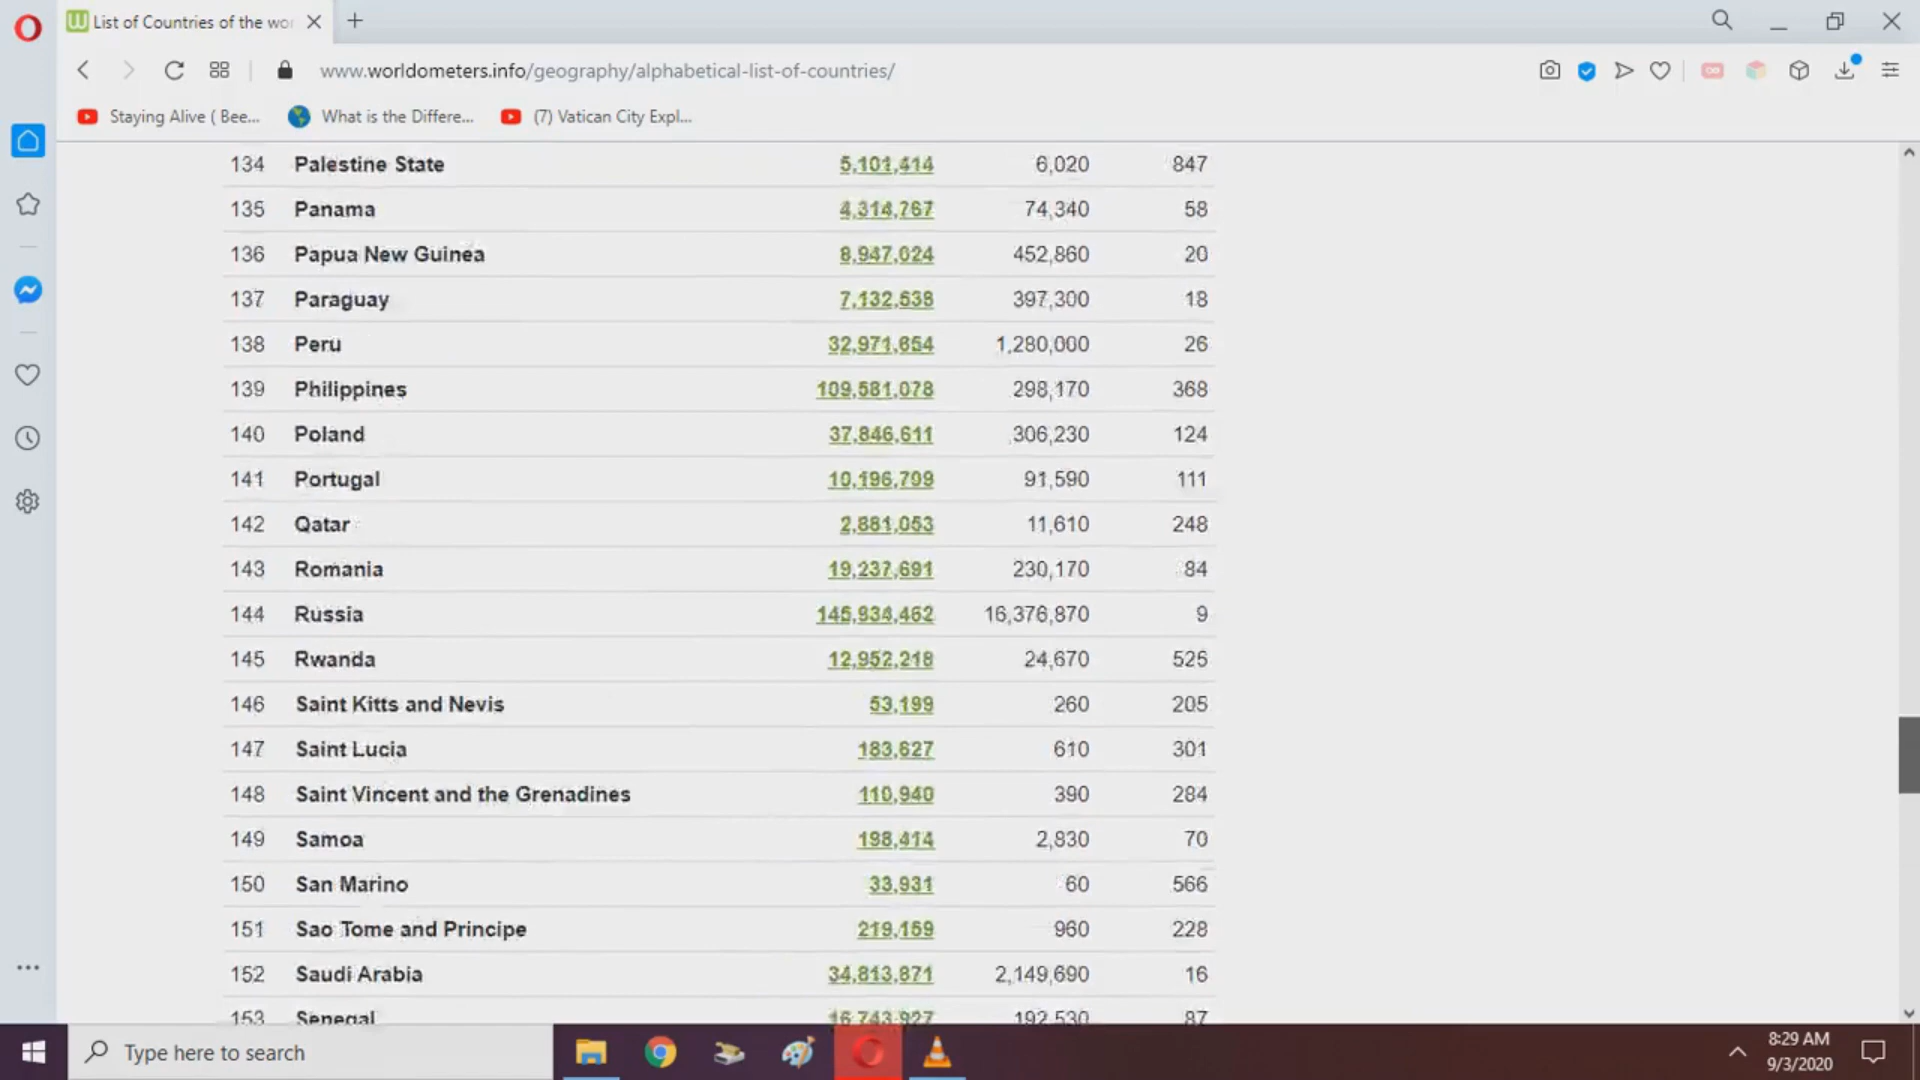 List of Countries of the wor
www.worldometers.info/geography/alphabetical-list-of-countries/
Staying Alive ( Bee... What is the Differe... (7) Vatican City Expl...
134 Palestine State 5,101,414 6,020 847
135 Panama 4,314,767 74,340 58
136 Papua New Guinea 8,947,024 452,860 20
137 Paraguay 7,132,538 397,300 18
138 Peru 32,971,854 1,280,000 26
139 Philippines 109,581,078 298,170 368
140 Poland 37,846,611 306,230 124
141 Portugal 10,196,709 91,590 111
142 Qatar 2,881,053 11,610 248
143 Romania 19,237,691 230,170 84
144 Russia 145,934,462 16,376,870 9
145 Rwanda 12,952,218 24,670 525
146 Saint Kitts and Nevis 53,199 260 205
147 Saint Lucia 183,627 610 301
148 Saint Vincent and the Grenadines 110,940 390 284
149 Samoa 198,414 2,830 70
150 San Marino 33,931 60 566
151 Sao Tome and Principe 219,159 960 228
152 Saudi Arabia 34,813,871 2,149,690 16
153 Senegal 16,743,927 192,530 87
Type here to search
8:29 AM
9/3/2020